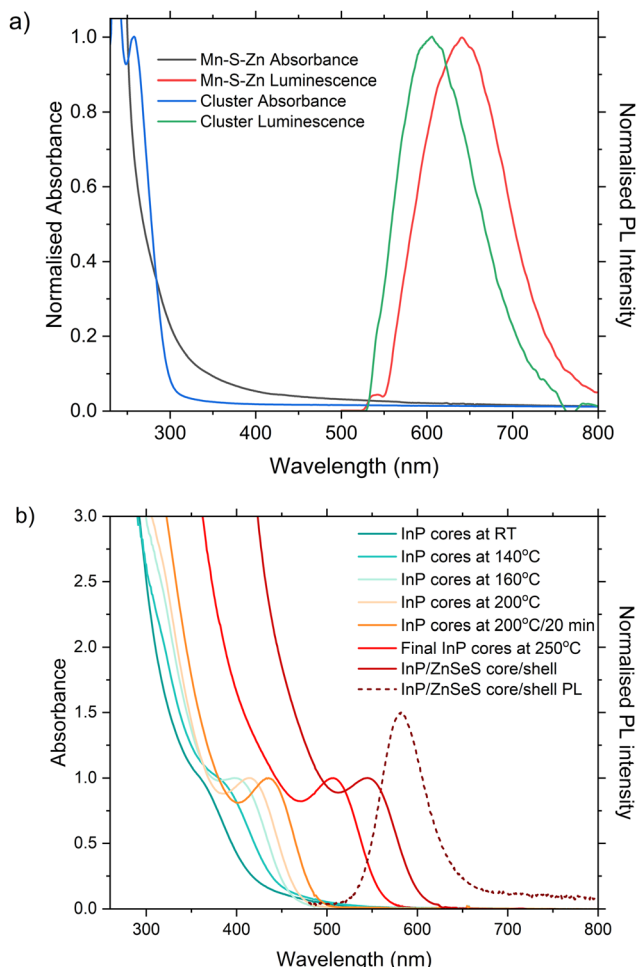 a)
Mn-S-Zn Absorbance
Mn-S-Zn Luminescence
Cluster Absorbance
Cluster Luminescence
Normalised Absorbance
Normalised PL Intensity
1.0
0.8
0.6
0.4
0.2
0.0
300 400 500 600 700 800
Wavelength (nm)
b)
InP cores at RT
InP cores at 140°C
InP cores at 160°C
InP cores at 200°C
InP cores at 200°C/20 min
Final InP cores at 250°C
InP/ZnSeS core/shell
InP/ZnSeS core/shell PL
Absorbance
Normalised PL intensity
3.0
2.5
2.0
1.5
1.0
0.5
0.0
300 400 500 600 700 800
Wavelength (nm)